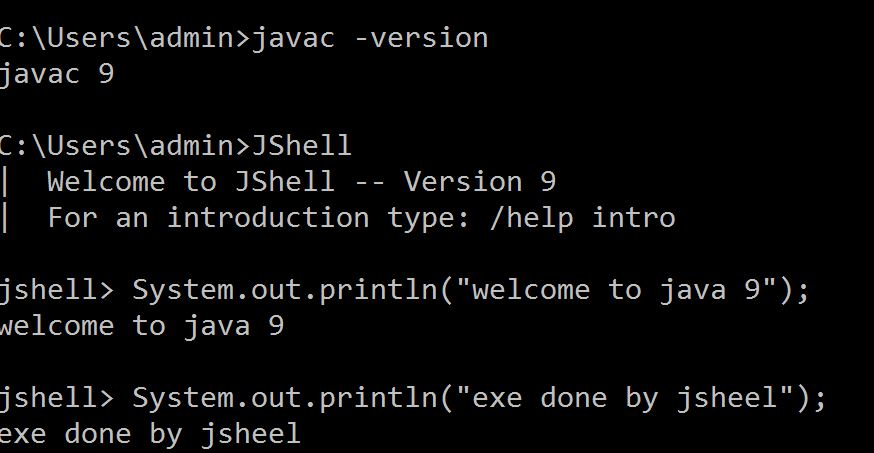 C:\Users\admin>javac -version
javac 9
C:\Users\admin>JShell
|  Welcome to JShell -- Version 9
|  For an introduction type: /help intro
jshell> System.out.println("welcome to java 9");
welcome to java 9
jshell> System.out.println("exe done by jsheel");
exe done by jsheel